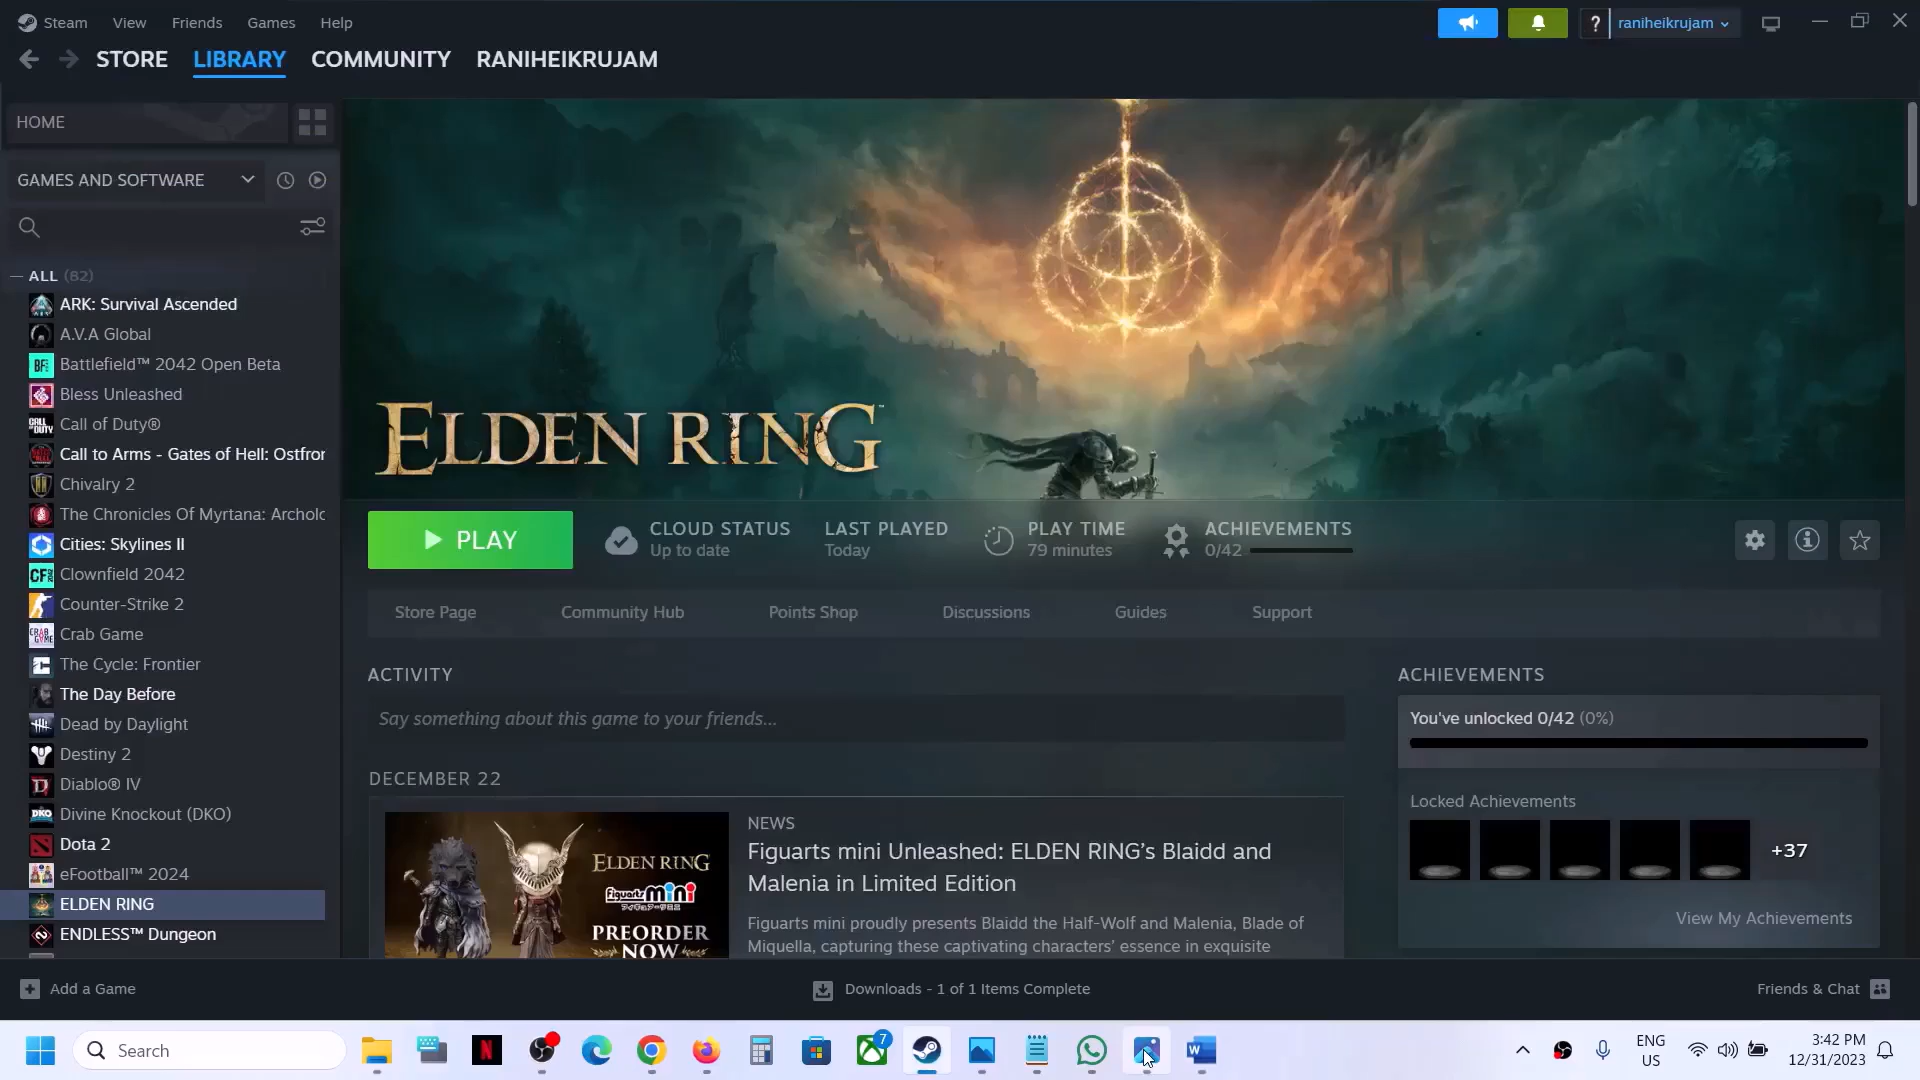 Steam View Friends Games Help
? raniheikrujam
STORE LIBRARY COMMUNITY RANIHEIKRUJAM
HOME
GAMES AND SOFTWARE
— ALL (82)
ARK: Survival Ascended
A.V.A Global
Battlefield™ 2042 Open Beta
Bless Unleashed
Call of Duty®
Call to Arms - Gates of Hell: Ostfror
Chivalry 2
The Chronicles Of Myrtana: Archolc
Cities: Skylines II
Clownfield 2042
Counter-Strike 2
Crab Game
The Cycle: Frontier
The Day Before
Dead by Daylight
Destiny 2
Diablo® IV
Divine Knockout (DKO)
Dota 2
eFootball™ 2024
ELDEN RING
ENDLESS™ Dungeon
ELDEN RING™
PLAY
CLOUD STATUS
Up to date
LAST PLAYED
Today
PLAY TIME
79 minutes
ACHIEVEMENTS
0/42
Store Page Community Hub Points Shop Discussions Guides Support
ACTIVITY
Say something about this game to your friends...
DECEMBER 22
ELDEN RING
Figuarts mini
PREORDER
NOW
NEWS
Figuarts mini Unleashed: ELDEN RING's Blaidd and
Malenia in Limited Edition
Figuarts mini proudly presents Blaidd the Half-Wolf and Malenia, Blade of
Miquella, capturing these captivating characters' essence in exquisite
ACHIEVEMENTS
You've unlocked 0/42 (0%)
Locked Achievements
+37
View My Achievements
Add a Game
Downloads - 1 of 1 Items Complete
Friends & Chat
Search
7
ENG
US
3:42 PM
12/31/2023